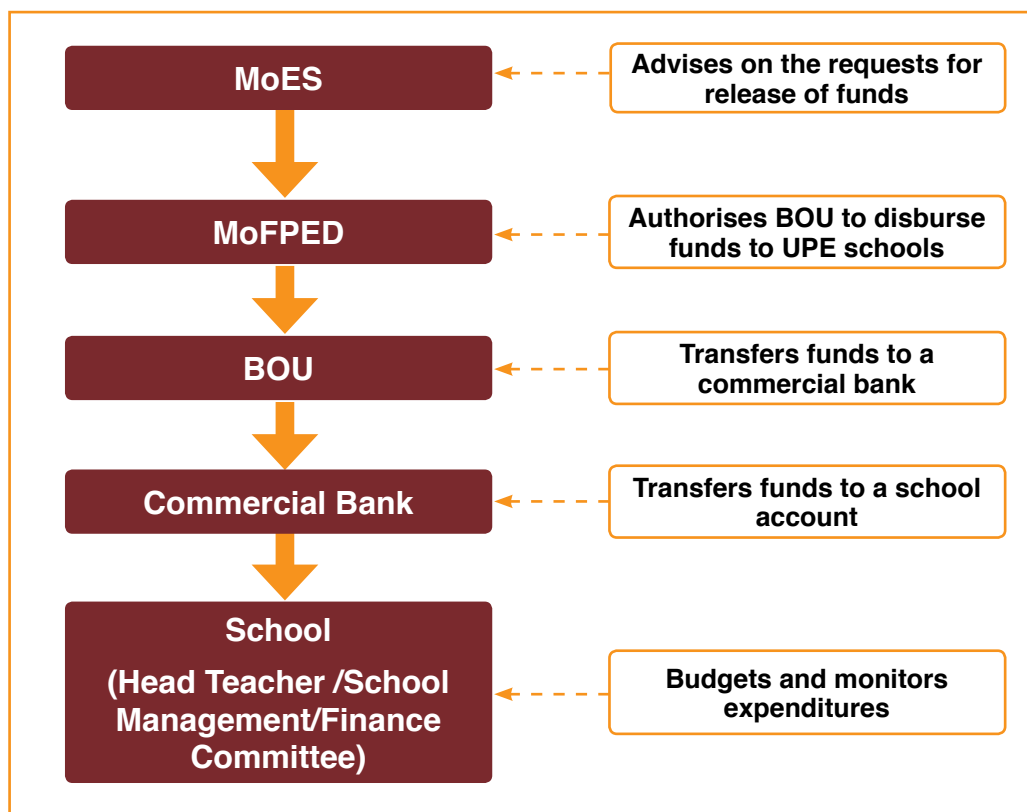 MoES
Advises on the requests for
release of funds
MoFPED
Authorises BOU to disburse
funds to UPE schools
BOU
Transfers funds to a
commercial bank
Commercial Bank
Transfers funds to a school
account
School
(Head Teacher /School
Management/Finance
Committee)
Budgets and monitors
expenditures